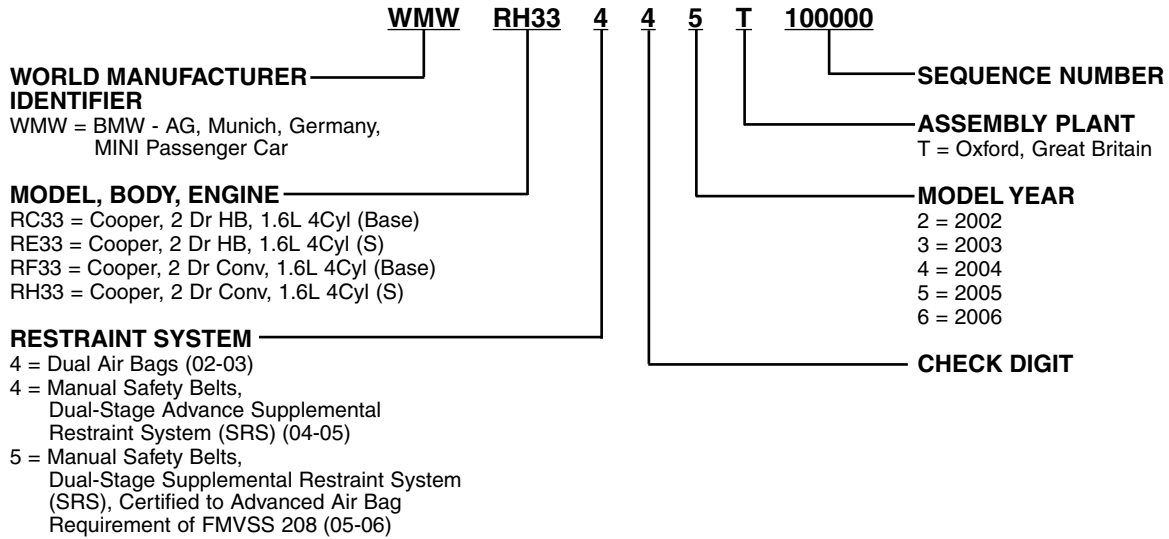 WMW RH33 4 4 5 T 100000
WORLD MANUFACTURER
IDENTIFIER
WMW = BMW - AG, Munich, Germany,
MINI Passenger Car
MODEL, BODY, ENGINE
RC33 = Cooper, 2 Dr HB, 1.6L 4Cyl (Base)
RE33 = Cooper, 2 Dr HB, 1.6L 4Cyl (S)
RF33 = Cooper, 2 Dr Conv, 1.6L 4Cyl (Base)
RH33 = Cooper, 2 Dr Conv, 1.6L 4Cyl (S)
RESTRAINT SYSTEM
4 = Dual Air Bags (02-03)
4 = Manual Safety Belts,
Dual-Stage Advance Supplemental
Restraint System (SRS) (04-05)
5 = Manual Safety Belts,
Dual-Stage Supplemental Restraint System
(SRS), Certified to Advanced Air Bag
Requirement of FMVSS 208 (05-06)
SEQUENCE NUMBER
ASSEMBLY PLANT
T = Oxford, Great Britain
MODEL YEAR
2 = 2002
3 = 2003
4 = 2004
5 = 2005
6 = 2006
CHECK DIGIT